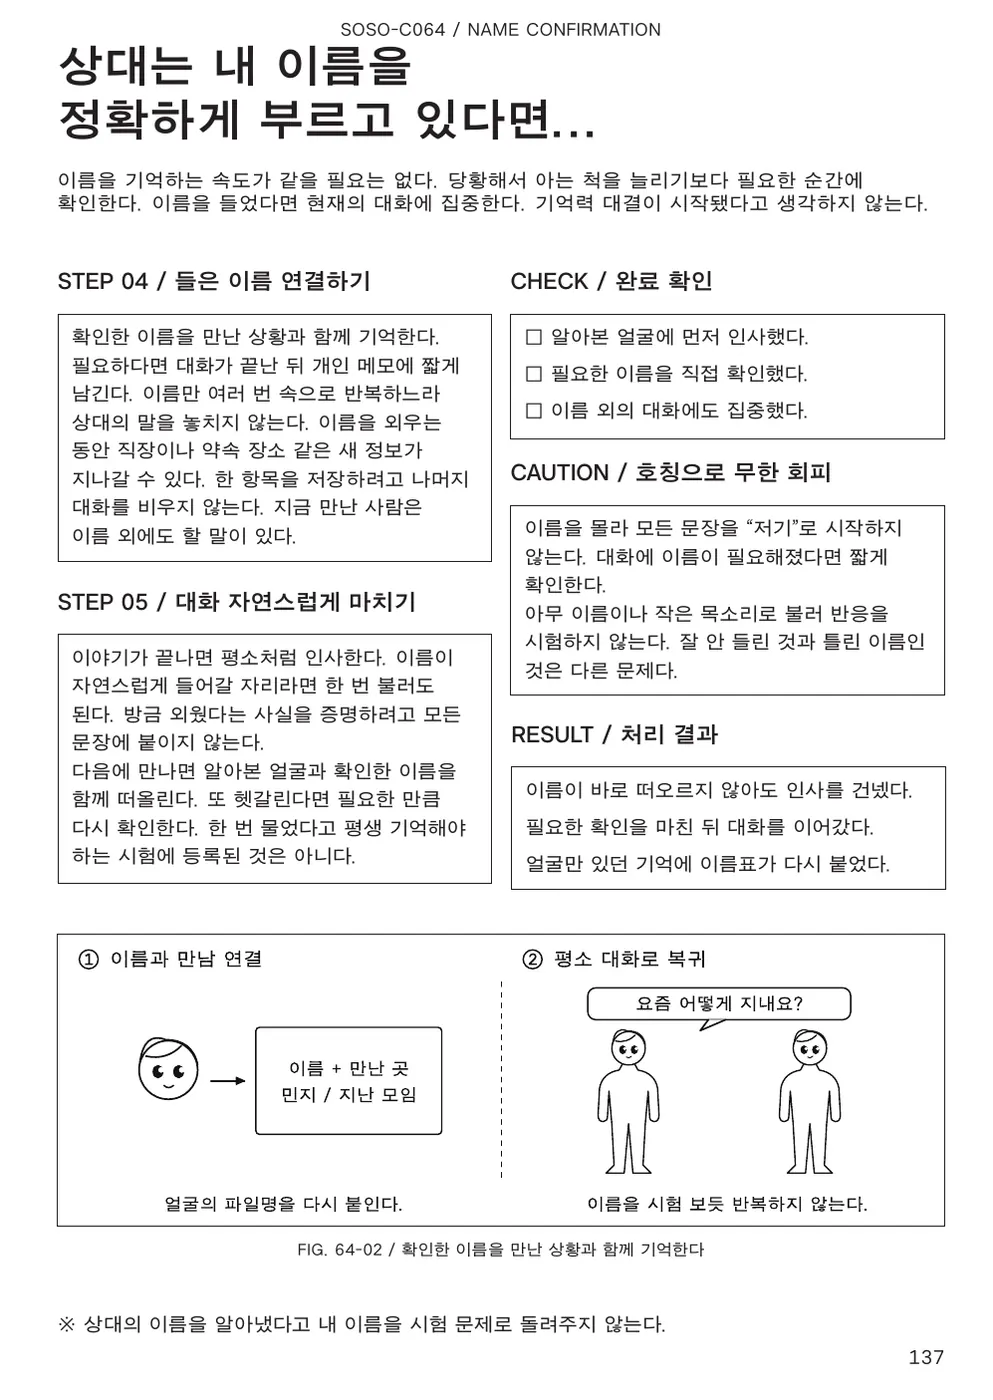 SOSO-C064 / NAME CONFIRMATION
상대는 내 이름을
정확하게 부르고 있다면...
이름을 기억하는 속도가 같을 필요는 없다. 당황해서 아는 척을 늘리기보다 필요한 순간에
확인한다. 이름을 들었다면 현재의 대화에 집중한다. 기억력 대결이 시작됐다고 생각하지 않는다.
STEP 04 / 들은 이름 연결하기
확인한 이름을 만난 상황과 함께 기억한다.
필요하다면 대화가 끝난 뒤 개인 메모에 짧게
남긴다. 이름만 여러 번 속으로 반복하느라
상대의 말을 놓치지 않는다. 이름을 외우는
동안 직장이나 약속 장소 같은 새 정보가
지나갈 수 있다. 한 항목을 저장하려고 나머지
대화를 비우지 않는다. 지금 만난 사람은
이름 외에도 할 말이 있다.
STEP 05 / 대화 자연스럽게 마치기
이야기가 끝나면 평소처럼 인사한다. 이름이
자연스럽게 들어갈 자리라면 한 번 불러도
된다. 방금 외웠다는 사실을 증명하려고 모든
문장에 붙이지 않는다.
다음에 만나면 알아본 얼굴과 확인한 이름을
함께 떠올린다. 또 헷갈린다면 필요한 만큼
다시 확인한다. 한 번 물었다고 평생 기억해야
하는 시험에 등록된 것은 아니다.
CHECK / 완료 확인
□ 알아본 얼굴에 먼저 인사했다.
□ 필요한 이름을 직접 확인했다.
□ 이름 외의 대화에도 집중했다.
CAUTION / 호칭으로 무한 회피
이름을 몰라 모든 문장을 “저기”로 시작하지
않는다. 대화에 이름이 필요해졌다면 짧게
확인한다.
아무 이름이나 작은 목소리로 불러 반응을
시험하지 않는다. 잘 안 들린 것과 틀린 이름인
것은 다른 문제다.
RESULT / 처리 결과
이름이 바로 떠오르지 않아도 인사를 건넸다.
필요한 확인을 마친 뒤 대화를 이어갔다.
얼굴만 있던 기억에 이름표가 다시 붙었다.
① 이름과 만남 연결
이름 + 만난 곳
민지 / 지난 모임
얼굴의 파일명을 다시 붙인다.
② 평소 대화로 복귀
요즘 어떻게 지내요?
이름을 시험 보듯 반복하지 않는다.
FIG. 64-02 / 확인한 이름을 만난 상황과 함께 기억한다
※ 상대의 이름을 알아냈다고 내 이름을 시험 문제로 돌려주지 않는다.
137